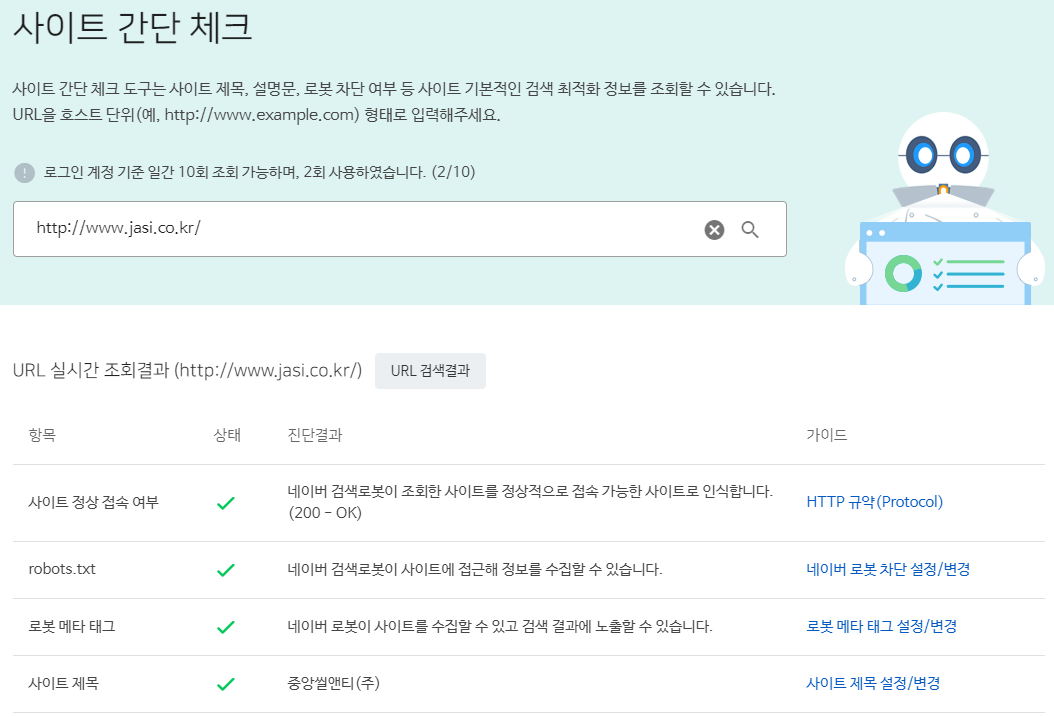 사이트 간단 체크
사이트 간단 체크 도구는 사이트 제목, 설명문, 로봇 차단 여부 등 사이트 기본적인 검색 최적화 정보를 조회할 수 있습니다.
URL을 호스트 단위(예, http://www.example.com) 형태로 입력해주세요.
! 로그인 계정 기준 일간 10회 조회 가능하며, 2회 사용하였습니다. (2/10)
http://www.jasi.co.kr/
URL 실시간 조회결과 (http://www.jasi.co.kr/) URL 검색결과
항목 상태 진단결과 가이드
사이트 정상 접속 여부 네이버 검색로봇이 조회한 사이트를 정상적으로 접속 가능한 사이트로 인식합니다.
(200 - OK) HTTP 규약(Protocol)
robots.txt 네이버 검색로봇이 사이트에 접근해 정보를 수집할 수 있습니다. 네이버 로봇 차단 설정/변경
로봇 메타 태그 네이버 로봇이 사이트를 수집할 수 있고 검색 결과에 노출할 수 있습니다. 로봇 메타 태그 설정/변경
사이트 제목 중앙씰앤티(주) 사이트 제목 설정/변경